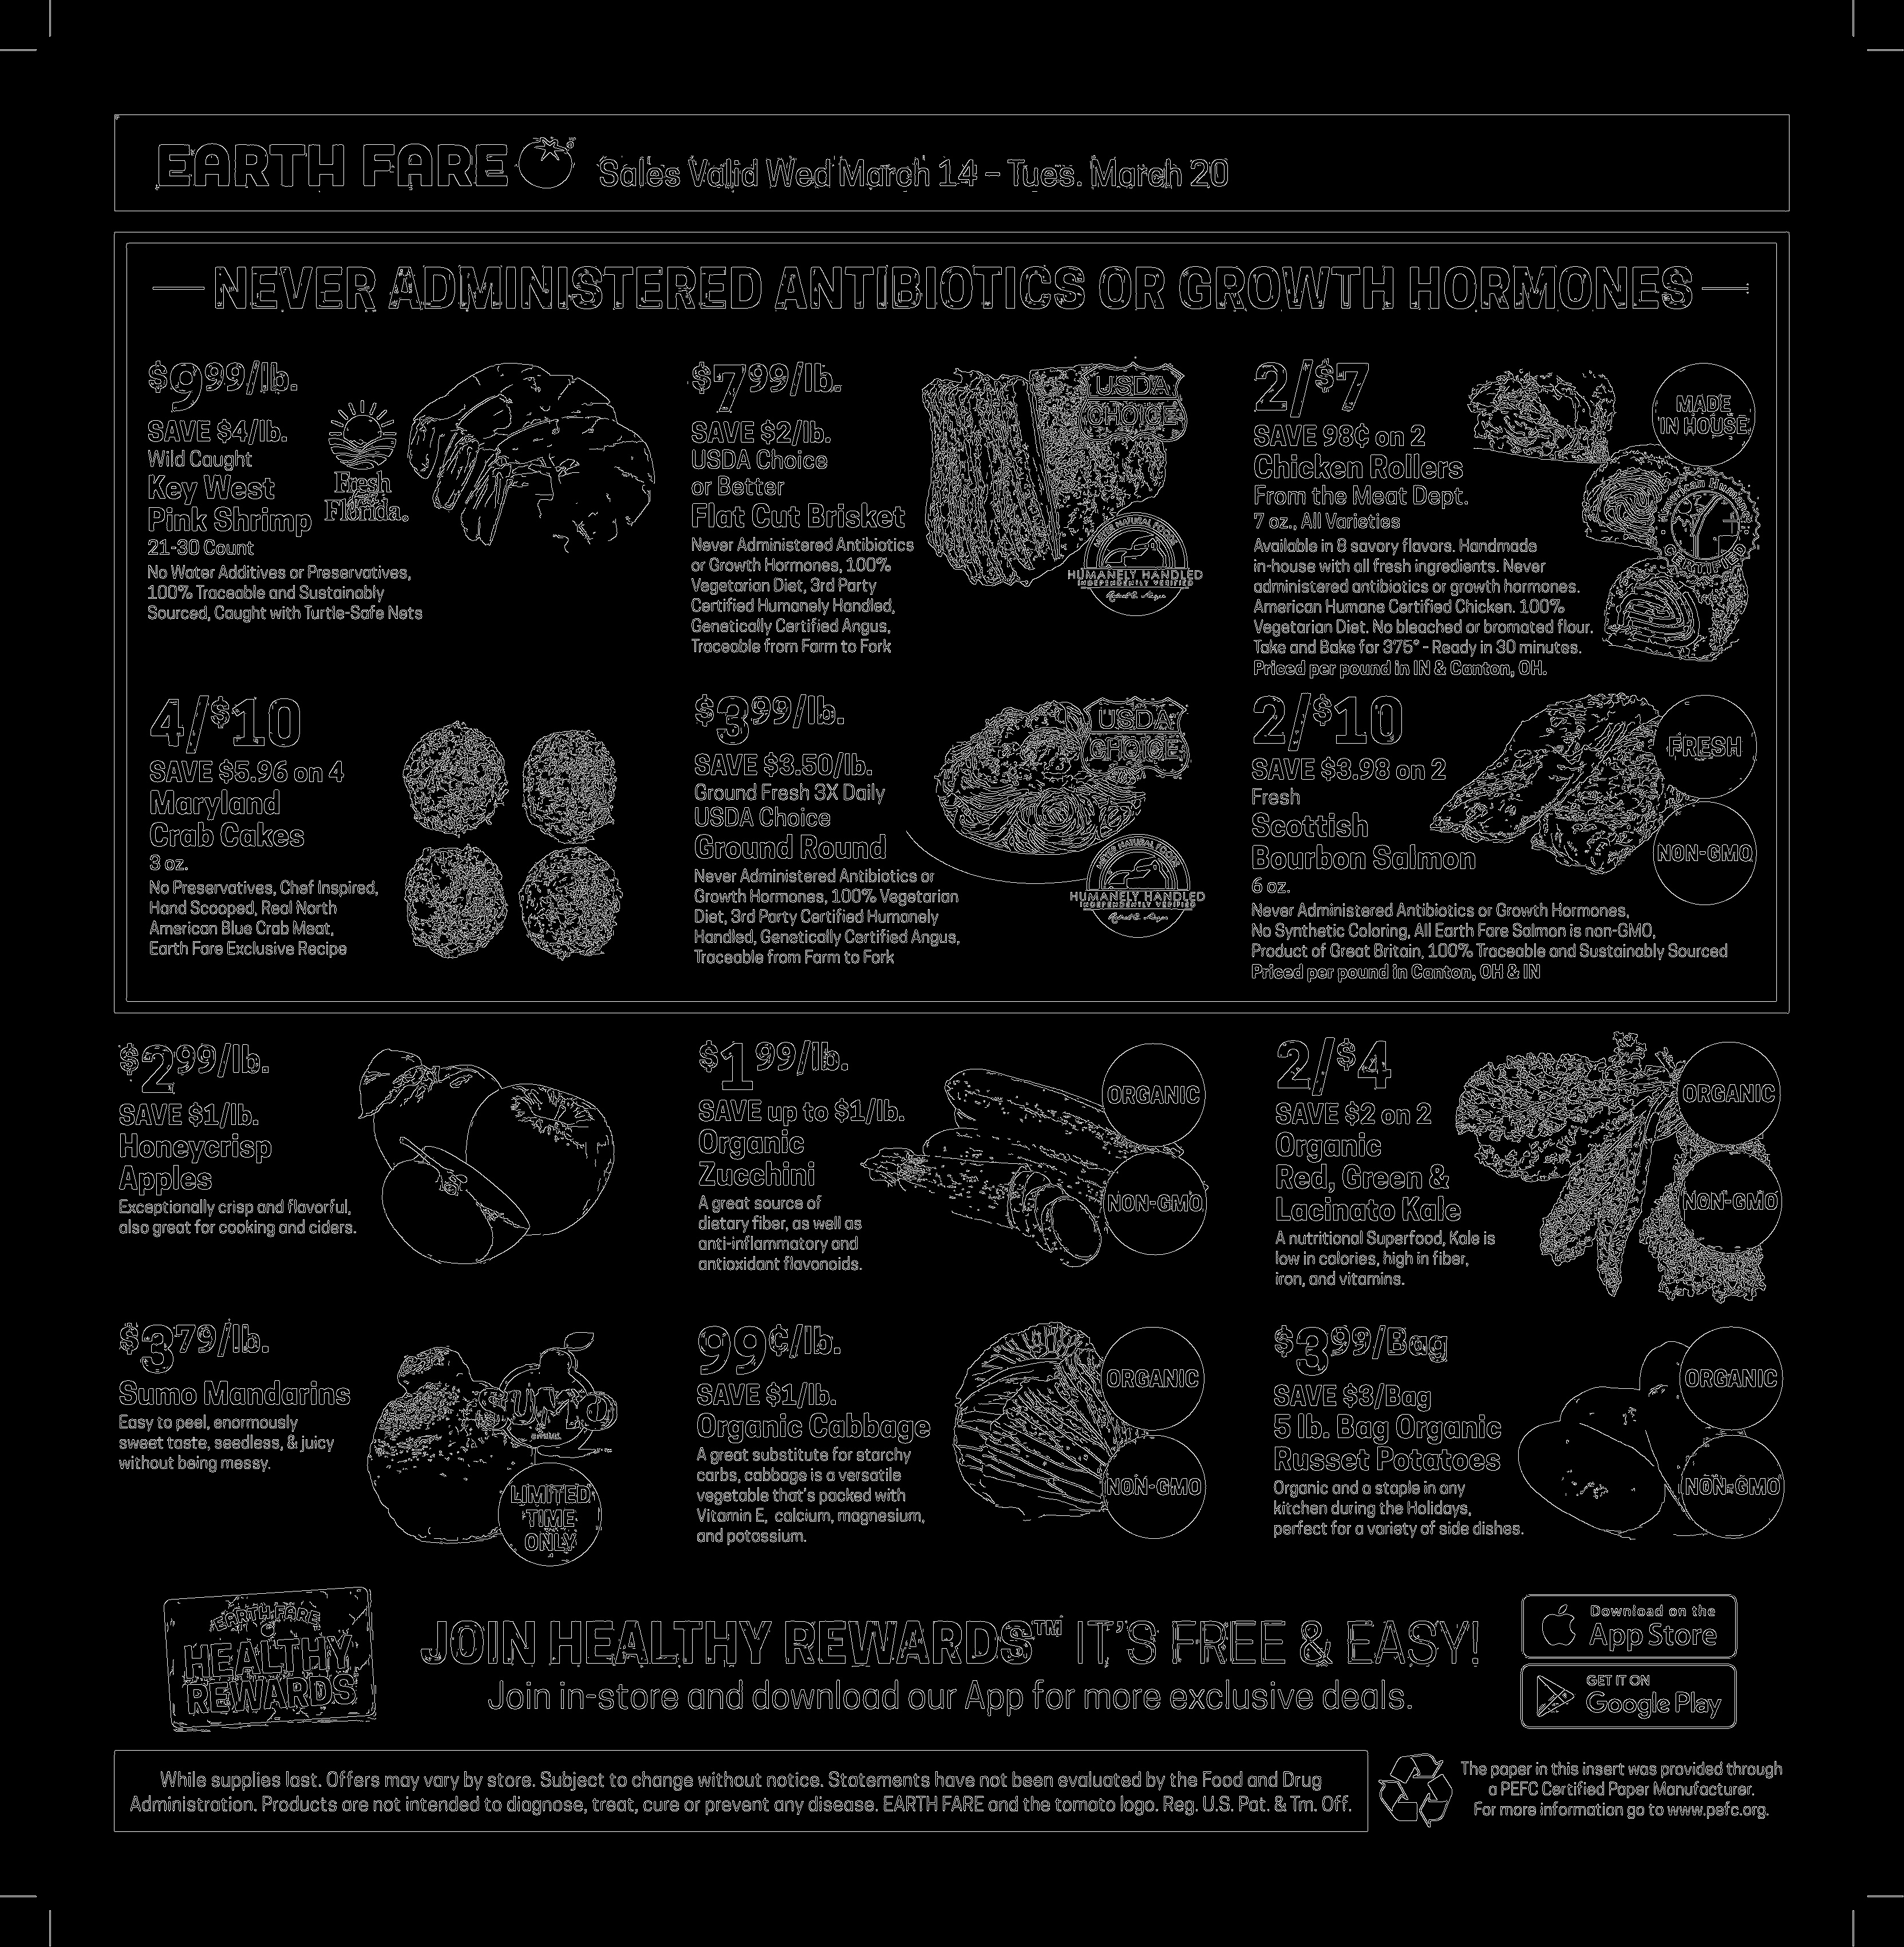 EARTH FARE
Sales Valid Wed March 14 – Tues. March 20
NEVER ADMINISTERED ANTIBIOTICS OR GROWTH HORMONES
$9 99/lb.
SAVE $4/lb.
Wild Caught
Key West
Pink Shrimp
21-30 Count
No Water Additives or Preservatives,
100% Traceable and Sustainably
Sourced, Caught with Turtle-Safe Nets
Fresh
Florida®
$7 99/lb.
SAVE $2/lb.
USDA Choice
or Better
Flat Cut Brisket
Never Administered Antibiotics
or Growth Hormones, 100%
Vegetarian Diet, 3rd Party
Certified Humanely Handled,
Genetically Certified Angus,
Traceable from Farm to Fork
USDA
CHOICE
HUMANELY HANDLED
INDEPENDENTLY VERIFIED
2/$7
SAVE 98¢ on 2
Chicken Rollers
From the Meat Dept.
7 oz., All Varieties
Available in 8 savory flavors. Handmade
in-house with all fresh ingredients. Never
administered antibiotics or growth hormones.
American Humane Certified Chicken. 100%
Vegetarian Diet. No bleached or bromated flour.
Take and Bake for 375° - Ready in 30 minutes.
Priced per pound in IN & Canton, OH.
MADE
IN HOUSE
4/$10
SAVE $5.96 on 4
Maryland
Crab Cakes
3 oz.
No Preservatives, Chef Inspired,
Hand Scooped, Real North
American Blue Crab Meat,
Earth Fare Exclusive Recipe
$3 99/lb.
SAVE $3.50/lb.
Ground Fresh 3X Daily
USDA Choice
Ground Round
Never Administered Antibiotics or
Growth Hormones, 100% Vegetarian
Diet, 3rd Party Certified Humanely
Handled, Genetically Certified Angus,
Traceable from Farm to Fork
USDA
CHOICE
HUMANELY HANDLED
INDEPENDENTLY VERIFIED
2/$10
SAVE $3.98 on 2
Fresh
Scottish
Bourbon Salmon
6 oz.
Never Administered Antibiotics or Growth Hormones,
No Synthetic Coloring, All Earth Fare Salmon is non-GMO,
Product of Great Britain, 100% Traceable and Sustainably Sourced
Priced per pound in Canton, OH & IN
FRESH
NON-GMO
$2 99/lb.
SAVE $1/lb.
Honeycrisp
Apples
Exceptionally crisp and flavorful,
also great for cooking and ciders.
$1 99/lb.
SAVE up to $1/lb.
Organic
Zucchini
A great source of
dietary fiber, as well as
anti-inflammatory and
antioxidant flavonoids.
ORGANIC
NON-GMO
2/$4
SAVE $2 on 2
Organic
Red, Green &
Lacinato Kale
A nutritional Superfood, Kale is
low in calories, high in fiber,
iron, and vitamins.
ORGANIC
NON-GMO
$3 79/lb.
Sumo Mandarins
Easy to peel, enormously
sweet taste, seedless, & juicy
without being messy.
SUMO
LIMITED
TIME
ONLY
99¢/lb.
SAVE $1/lb.
Organic Cabbage
A great substitute for starchy
carbs, cabbage is a versatile
vegetable that's packed with
Vitamin E, calcium, magnesium,
and potassium.
ORGANIC
NON-GMO
$3 99/Bag
SAVE $3/Bag
5 lb. Bag Organic
Russet Potatoes
Organic and a staple in any
kitchen during the Holidays,
perfect for a variety of side dishes.
ORGANIC
NON-GMO
EARTH FARE
HEALTHY
REWARDS
JOIN HEALTHY REWARDS™ IT'S FREE & EASY!
Join in-store and download our App for more exclusive deals.
Download on the
App Store
GET IT ON
Google Play
While supplies last. Offers may vary by store. Subject to change without notice. Statements have not been evaluated by the Food and Drug
Administration. Products are not intended to diagnose, treat, cure or prevent any disease. EARTH FARE and the tomato logo. Reg. U.S. Pat. & Tm. Off.
The paper in this insert was provided through
a PEFC Certified Paper Manufacturer.
For more information go to www.pefc.org.